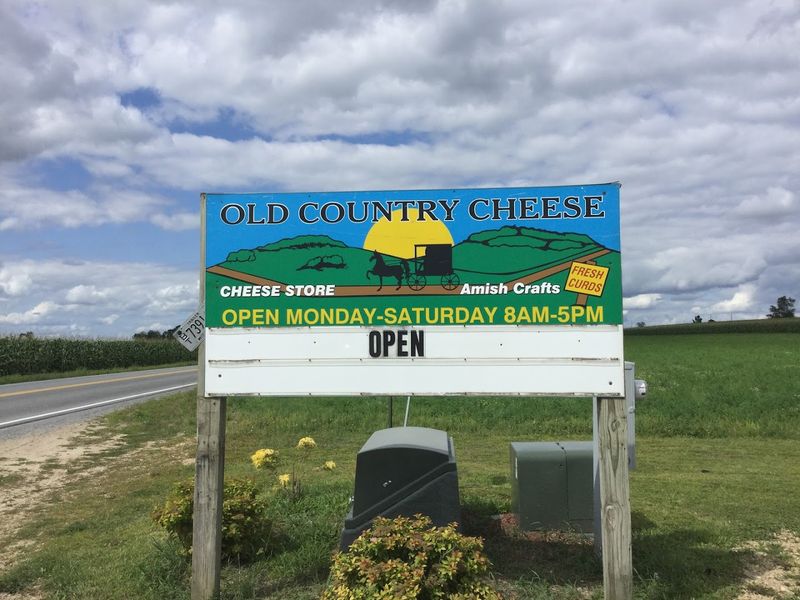 OLD COUNTRY CHEESE
CHEESE STORE
Amish Crafts
FRESH
CURDS
OPEN MONDAY-SATURDAY 8AM-5PM
OPEN